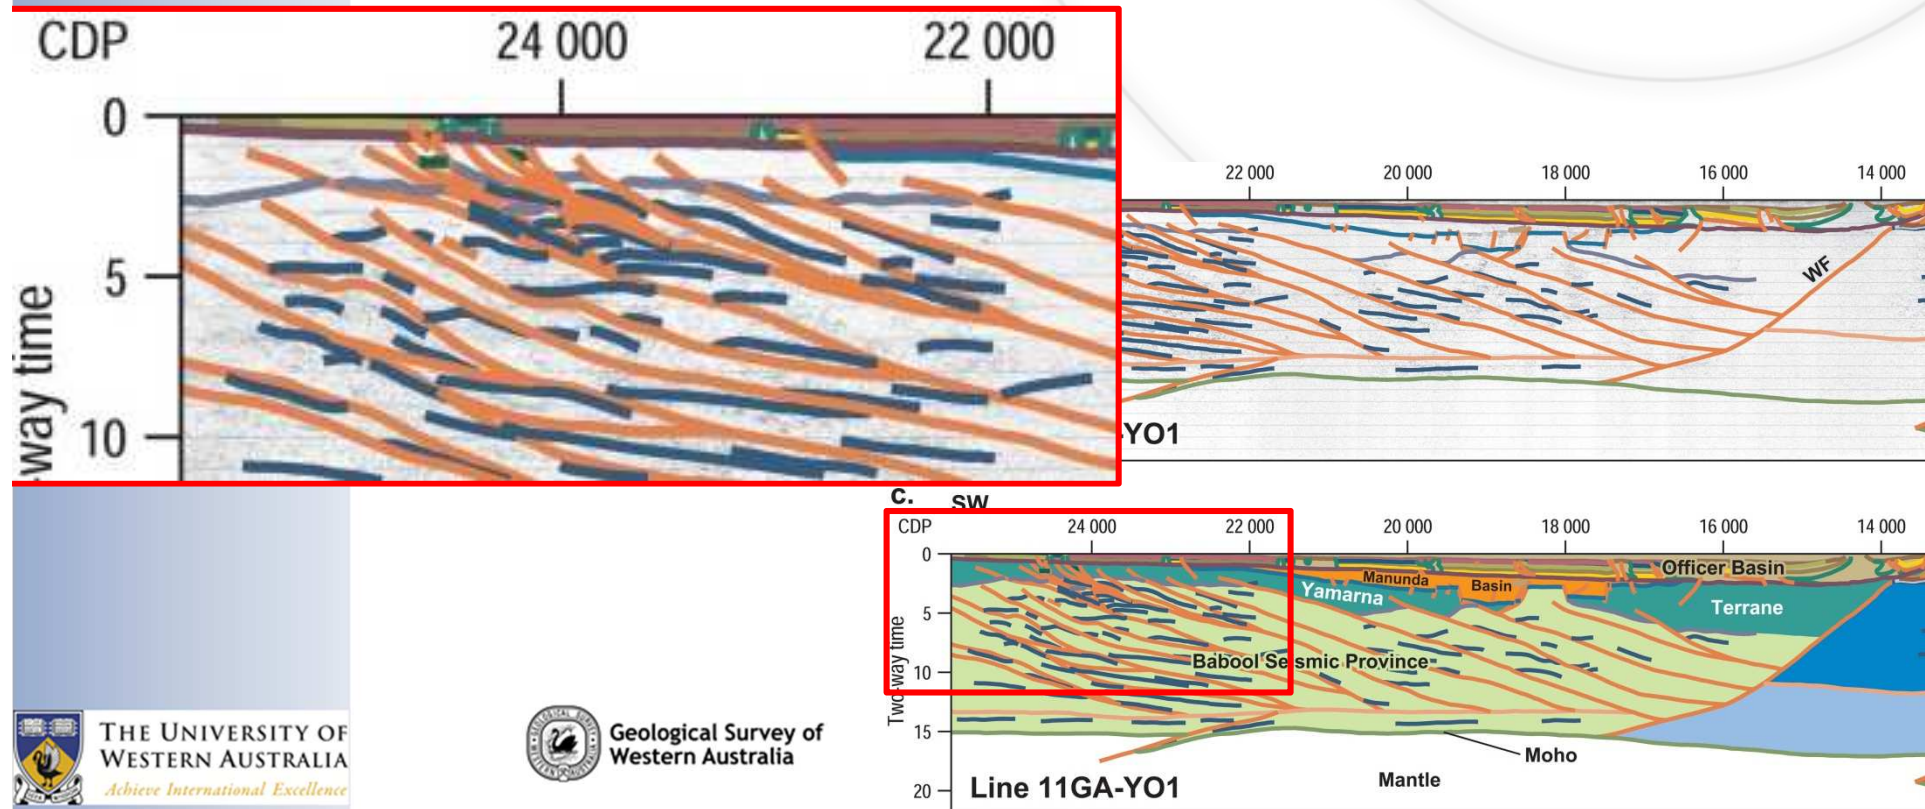 CDP
24 000
22 000
0
5
10
-way time
22 000
20 000
18 000
16 000
14 000
WF
-YO1
c.
SW
CDP
24 000
22 000
20 000
18 000
16 000
14 000
0
5
10
15
20
Two-way time
Officer Basin
Manunda Basin
Yamarna Terrane
Babool Seismic Province
Moho
Mantle
Line 11GA-YO1
THE UNIVERSITY OF
WESTERN AUSTRALIA
Achieve International Excellence
Geological Survey of
Western Australia